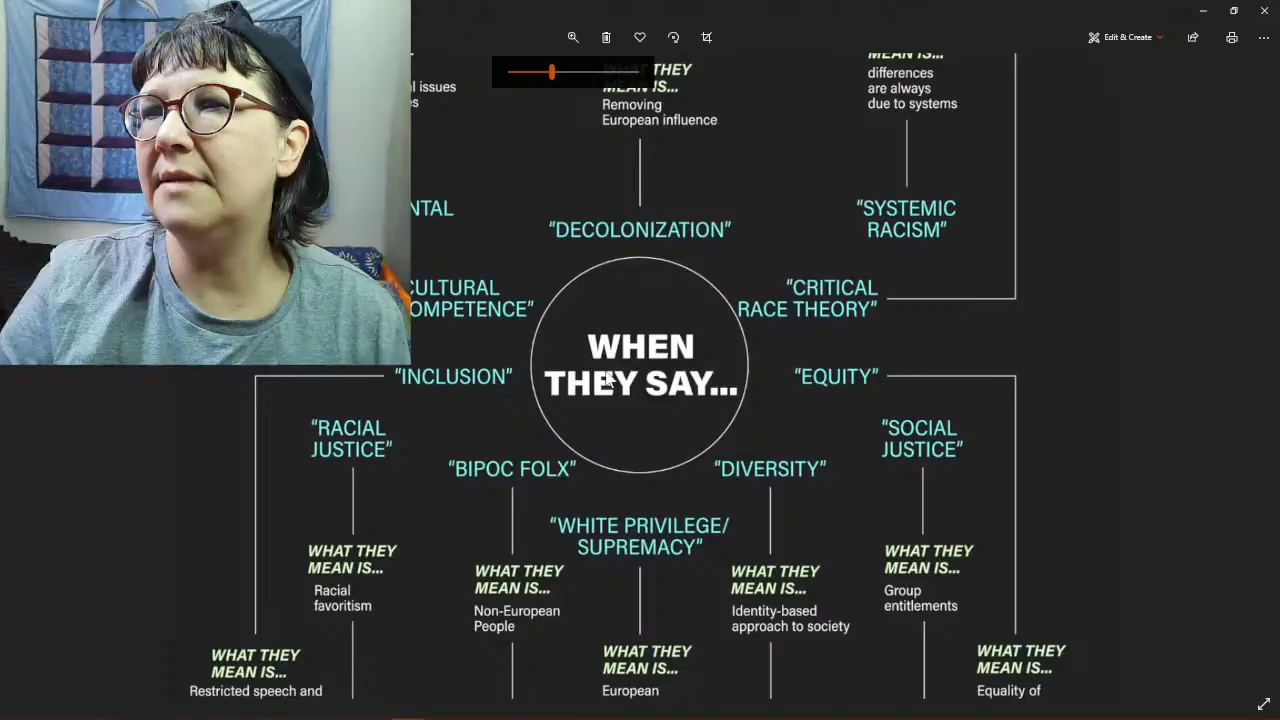 Edit & Create
l issues
es
WHAT THEY
MEAN IS...
Removing
European influence
MEAN IS...
differences
are always
due to systems
NTAL
"DECOLONIZATION"
"SYSTEMIC
RACISM"
CULTURAL
OMPETENCE"
"CRITICAL
RACE THEORY"
WHEN
THEY SAY...
"INCLUSION"
"EQUITY"
"RACIAL
JUSTICE"
"SOCIAL
JUSTICE"
"BIPOC FOLX"
"DIVERSITY"
"WHITE PRIVILEGE/
SUPREMACY"
WHAT THEY
MEAN IS...
Racial
favoritism
WHAT THEY
MEAN IS...
Non-European
People
WHAT THEY
MEAN IS...
Identity-based
approach to society
WHAT THEY
MEAN IS...
Group
entitlements
WHAT THEY
MEAN IS...
Restricted speech and
WHAT THEY
MEAN IS...
European
WHAT THEY
MEAN IS...
Equality of